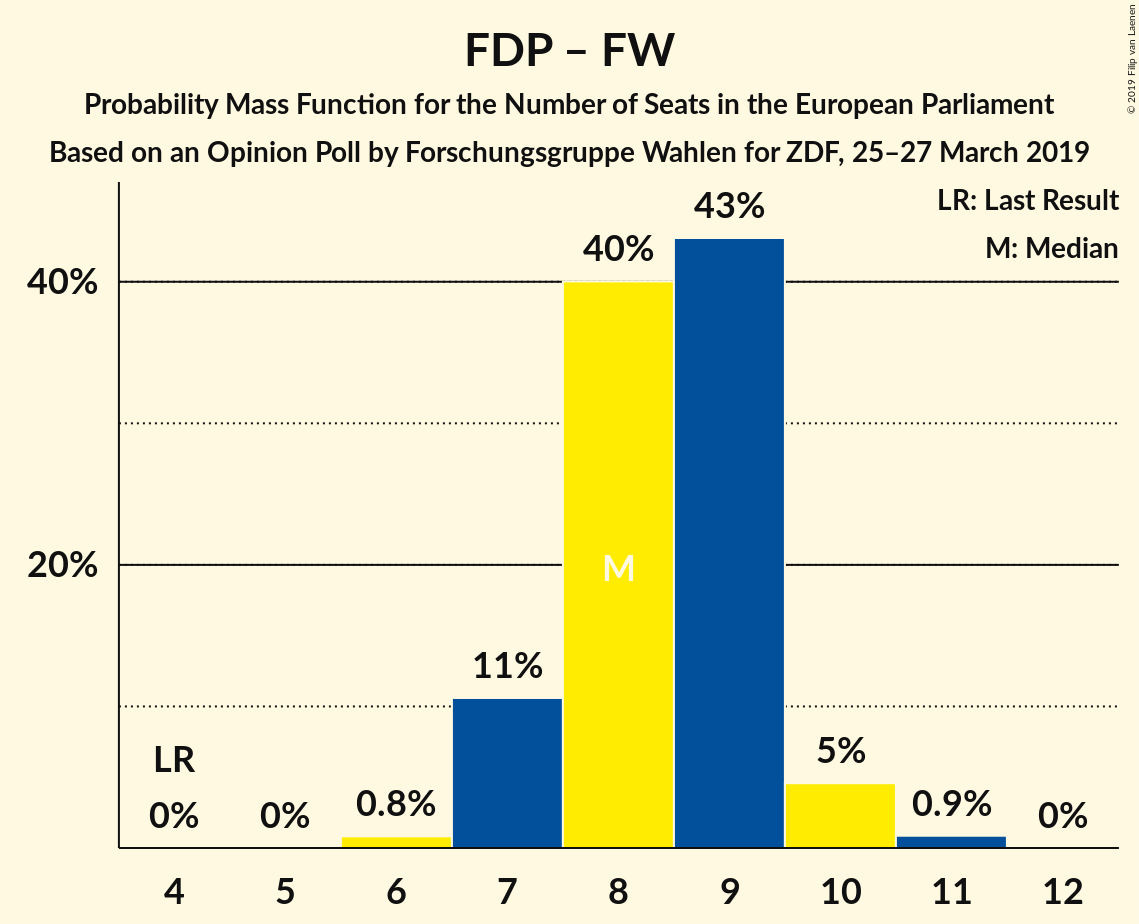 FDP – FW
Probability Mass Function for the Number of Seats in the European Parliament
Based on an Opinion Poll by Forschungsgruppe Wahlen for ZDF, 25–27 March 2019
© 2019 Filip van Laenen
LR: Last Result
M: Median
43%
40%
40%
20%
M
11%
LR
5%
0%
0%
0.8%
0.9%
0%
4 5 6 7 8 9 10 11 12